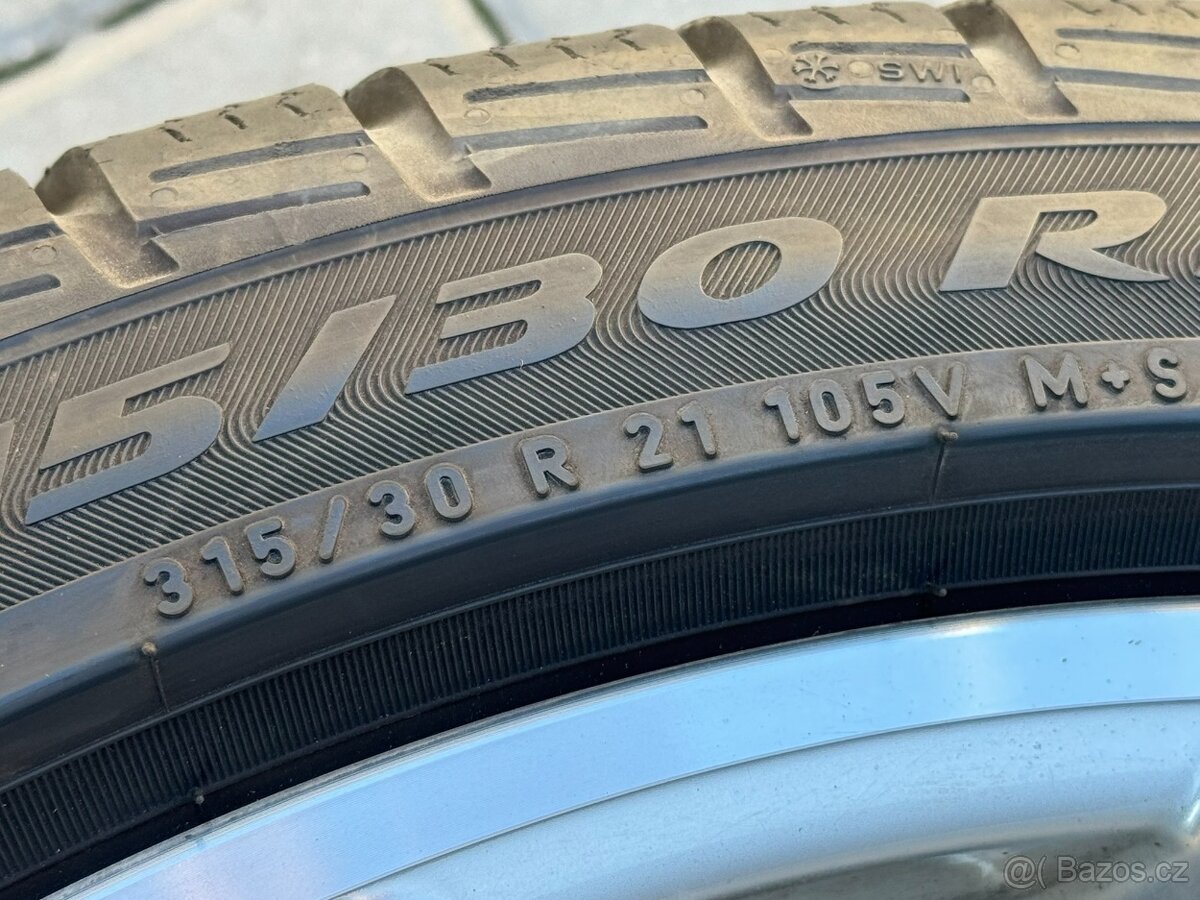 SWI
5/30 R
315/30 R 21 105V M+S
@( Bazos.cz